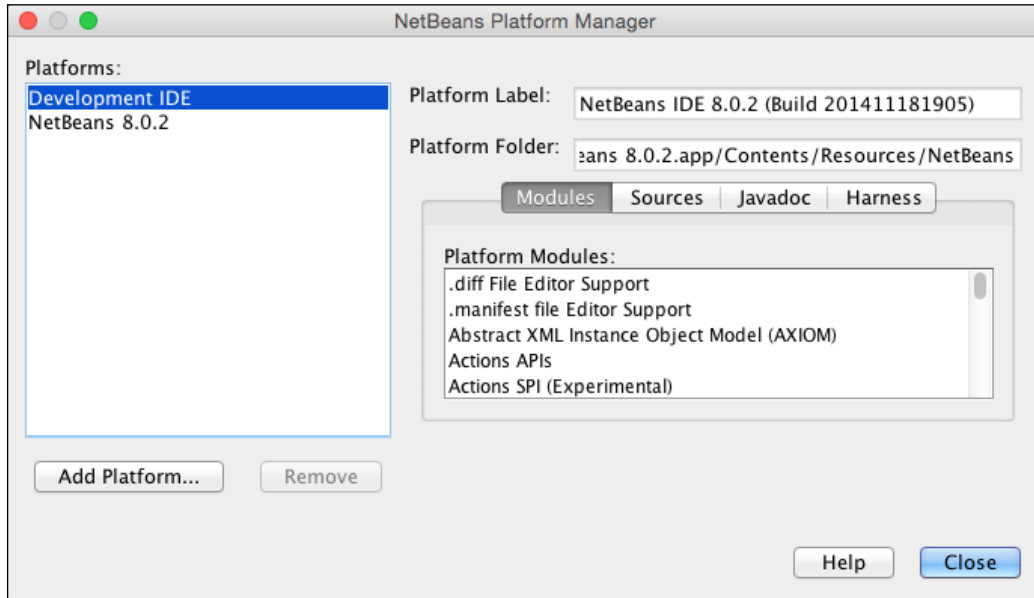 NetBeans Platform Manager
Platforms:
Development IDE
NetBeans 8.0.2
Platform Label:
NetBeans IDE 8.0.2 (Build 201411181905)
Platform Folder:
eans 8.0.2.app/Contents/Resources/NetBeans
Modules Sources Javadoc Harness
Platform Modules:
.diff File Editor Support
.manifest file Editor Support
Abstract XML Instance Object Model (AXIOM)
Actions APIs
Actions SPI (Experimental)
Add Platform... Remove
Help Close